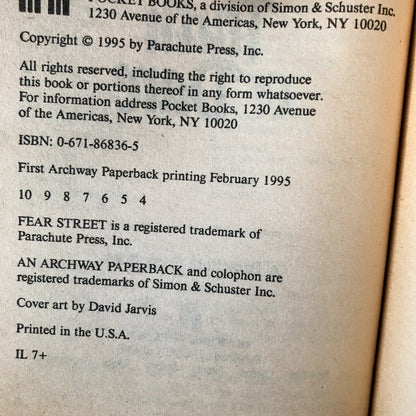 POCKET BOOKS, a division of Simon & Schuster Inc.
1230 Avenue of the Americas, New York, NY 10020
Copyright © 1995 by Parachute Press, Inc.
All rights reserved, including the right to reproduce
this book or portions thereof in any form whatsoever.
For information address Pocket Books, 1230 Avenue
of the Americas, New York, NY 10020
ISBN: 0-671-86836-5
First Archway Paperback printing February 1995
10 9 8 7 6 5 4
FEAR STREET is a registered trademark of
Parachute Press, Inc.
AN ARCHWAY PAPERBACK and colophon are
registered trademarks of Simon & Schuster Inc.
Cover art by David Jarvis
Printed in the U.S.A.
IL 7+